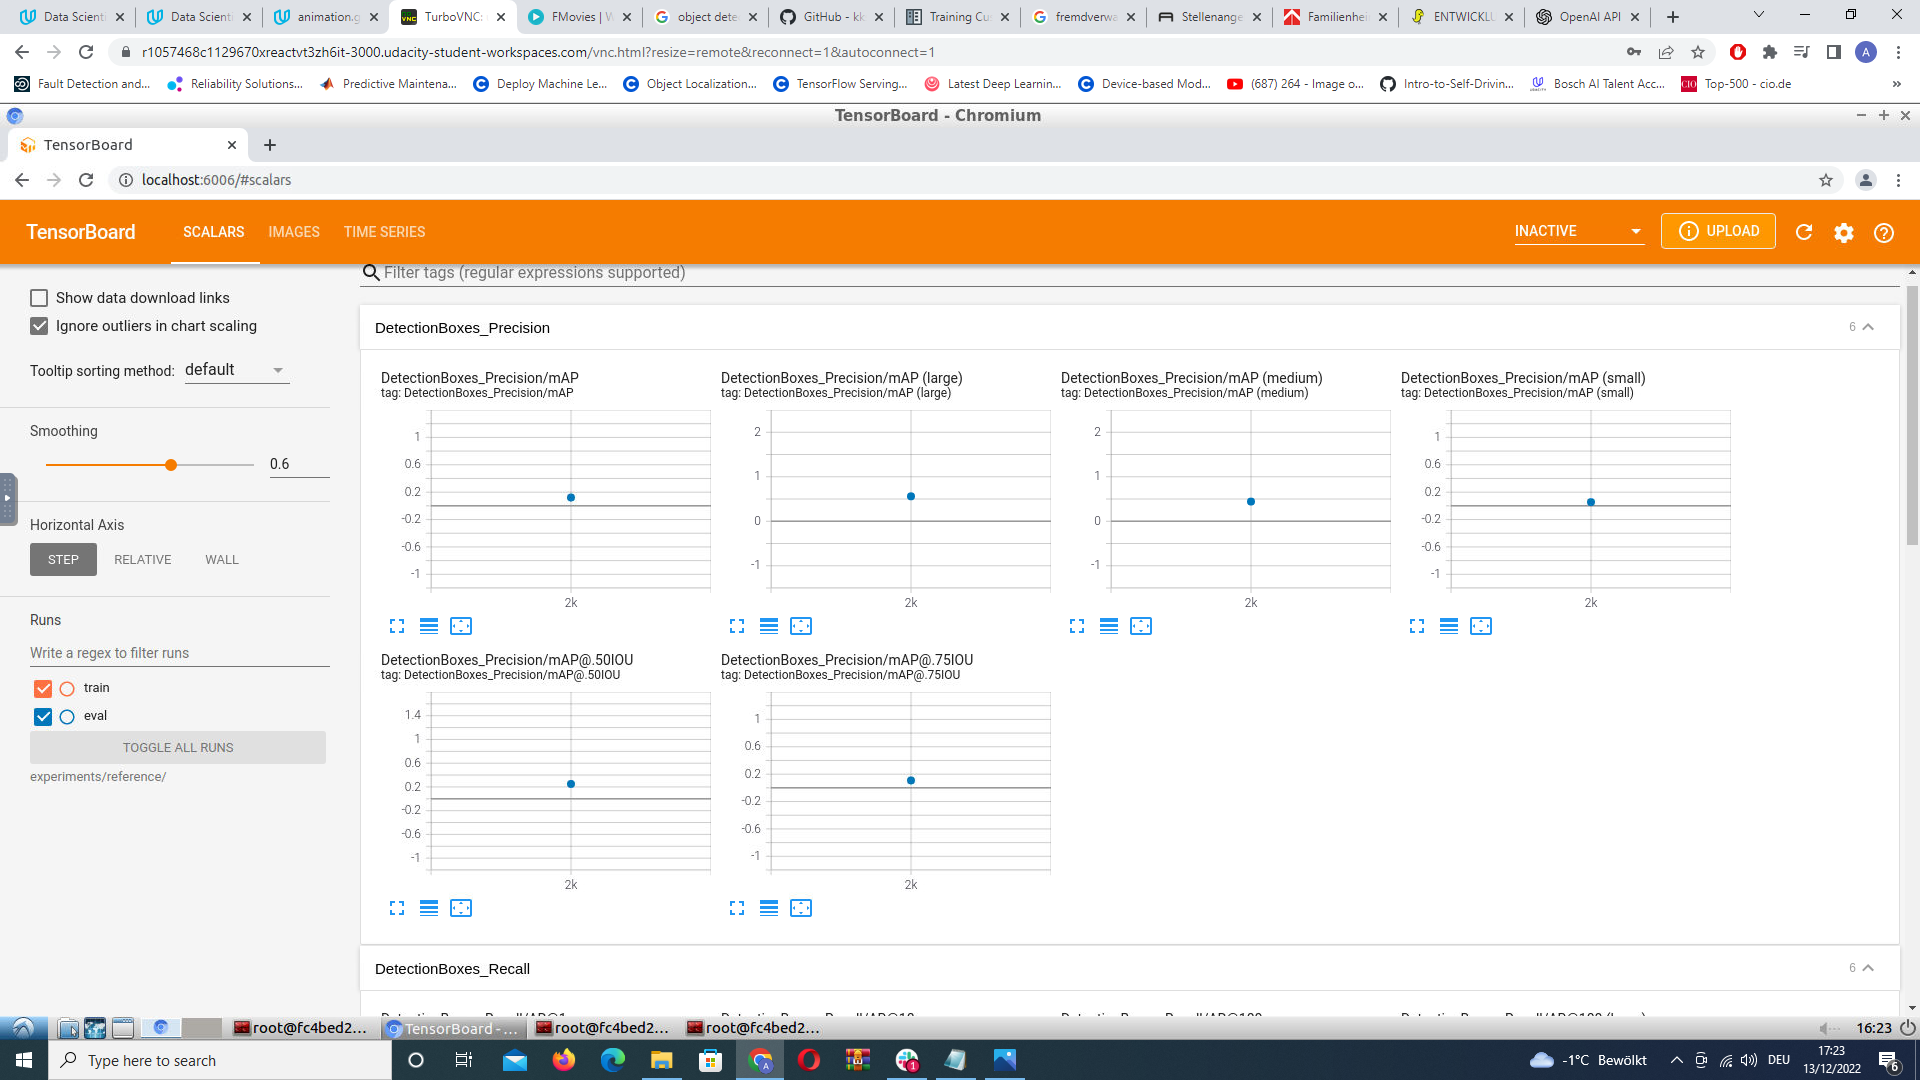 Data Scienti
Data Scienti
animation.g
TurboVNC:
FMovies | W
object dete
GitHub - kk
Training Cu
fremdverwa
Stellenange
Familienhei
ENTWICKLU
OpenAI API
r1057468c1129670xreactvt3zh6it-3000.udacity-student-workspaces.com/vnc.html?resize=remote&reconnect=1&autoconnect=1
A
Fault Detection and...
Reliability Solutions...
Predictive Maintena...
Deploy Machine Le...
Object Localization...
TensorFlow Serving...
Latest Deep Learnin...
Device-based Mod...
(687) 264 - Image o...
Intro-to-Self-Drivin...
Bosch AI Talent Acc...
CIO
Top-500 - cio.de
»
TensorBoard - Chromium
TensorBoard
localhost:6006/#scalars
TensorBoard
SCALARS
IMAGES
TIME SERIES
INACTIVE
UPLOAD
Filter tags (regular expressions supported)
Show data download links
Ignore outliers in chart scaling
Tooltip sorting method: default
Smoothing
0.6
Horizontal Axis
STEP
RELATIVE
WALL
Runs
Write a regex to filter runs
train
eval
TOGGLE ALL RUNS
experiments/reference/
DetectionBoxes_Precision
6
DetectionBoxes_Precision/mAP
tag: DetectionBoxes_Precision/mAP
1
0.6
0.2
-0.2
-0.6
-1
2k
DetectionBoxes_Precision/mAP (large)
tag: DetectionBoxes_Precision/mAP (large)
2
1
0
-1
2k
DetectionBoxes_Precision/mAP (medium)
tag: DetectionBoxes_Precision/mAP (medium)
2
1
0
-1
2k
DetectionBoxes_Precision/mAP (small)
tag: DetectionBoxes_Precision/mAP (small)
1
0.6
0.2
-0.2
-0.6
-1
2k
DetectionBoxes_Precision/mAP@.50IOU
tag: DetectionBoxes_Precision/mAP@.50IOU
1.4
1
0.6
0.2
-0.2
-0.6
-1
2k
DetectionBoxes_Precision/mAP@.75IOU
tag: DetectionBoxes_Precision/mAP@.75IOU
1
0.6
0.2
-0.2
-0.6
-1
2k
DetectionBoxes_Recall
6
root@fc4bed2...
TensorBoard - ...
root@fc4bed2...
root@fc4bed2...
16:23
Type here to search
A
1
-1°C Bewölkt
DEU
17:23
13/12/2022
6